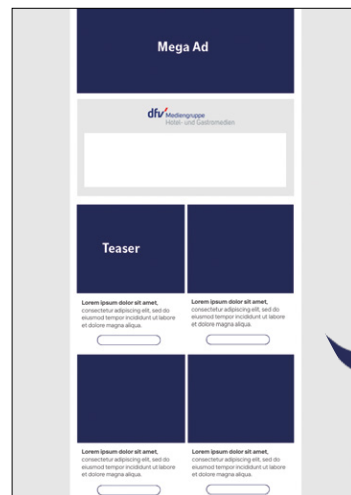 Mega Ad
dfv Mediengruppe
Hotel- und Gastromedien
Teaser
Lorem ipsum dolor sit amet,
consectetur adipiscing elit, sed do
eiusmod tempor incididunt ut labore
et dolore magna aliqua.
Lorem ipsum dolor sit amet,
consectetur adipiscing elit, sed do
eiusmod tempor incididunt ut labore
et dolore magna aliqua.
Lorem ipsum dolor sit amet,
consectetur adipiscing elit, sed do
eiusmod tempor incididunt ut labore
et dolore magna aliqua.
Lorem ipsum dolor sit amet,
consectetur adipiscing elit, sed do
eiusmod tempor incididunt ut labore
et dolore magna aliqua.